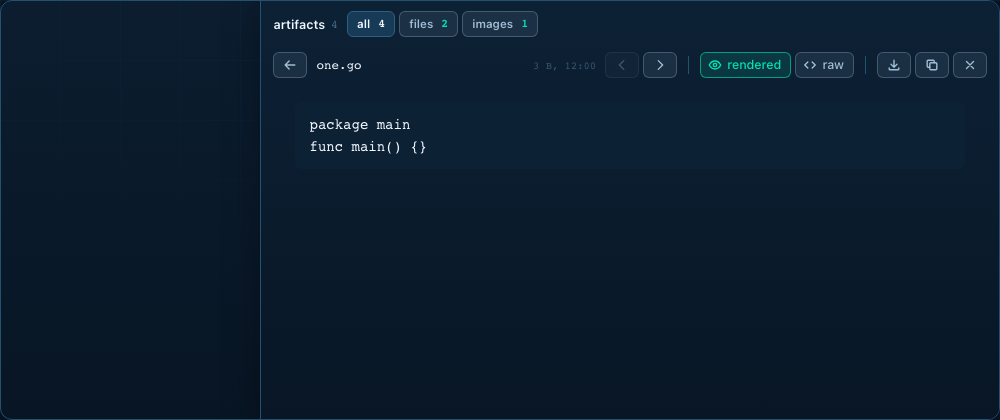 artifacts 4 all 4 files 2 images 1
one.go 3 B, 12:00 rendered raw
package main
func main() {}